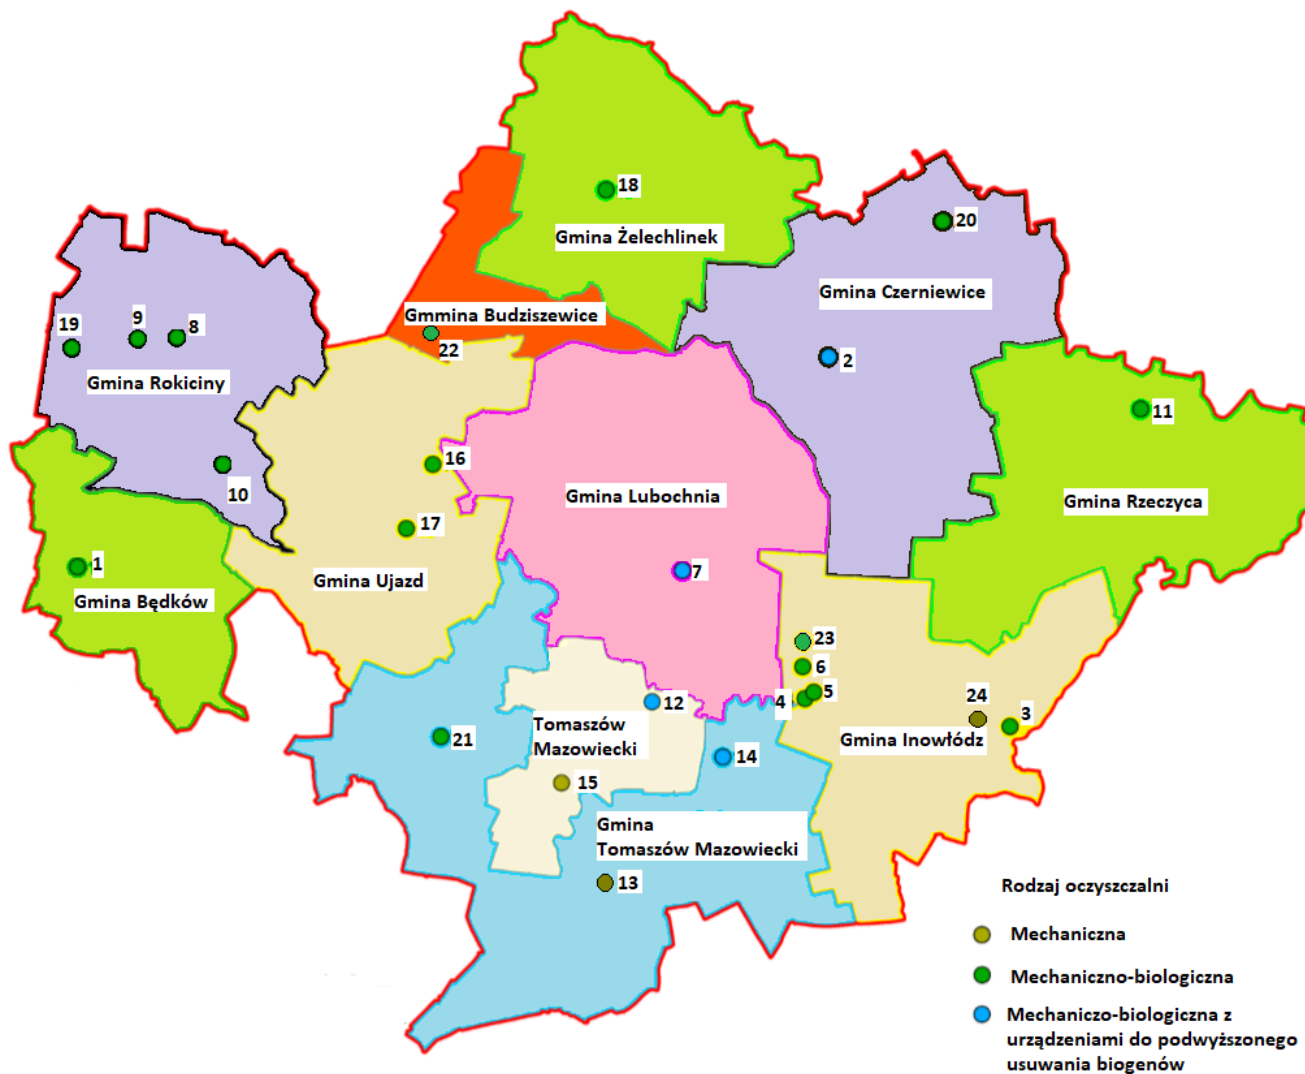 18
Gmina Żelechlinek
20
Gmina Czerniewice
Gmmina Budziszewice
22
19
9
8
Gmina Rokiciny
2
11
10
16
Gmina Lubochnia
Gmina Rzeczyca
17
1
Gmina Ujazd
7
Gmina Będków
23
6
5
4
12
24
3
Tomaszów
Mazowiecki
21
Gmina Inowłódz
14
15
Gmina
Tomaszów Mazowiecki
13
Rodzaj oczyszczalni
Mechaniczna
Mechaniczno-biologiczna
Mechaniczo-biologiczna z
urządzeniami do podwyższonego
usuwania biogenów